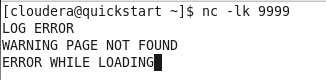 [cloudera@quickstart ~]$ nc -lk 9999
LOG ERROR
WARNING PAGE NOT FOUND
ERROR WHILE LOADING